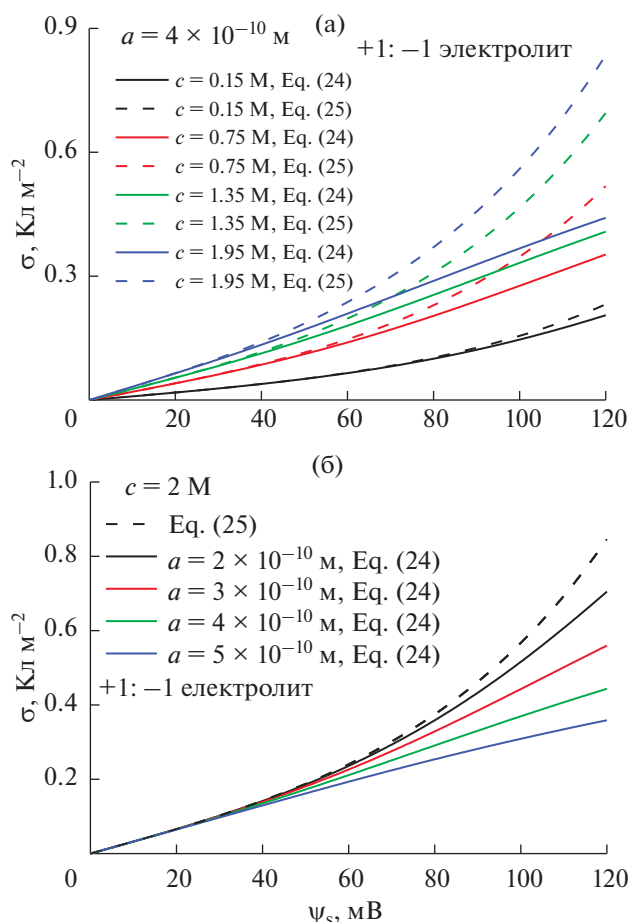 (а)
0.9
a = 4 × 10⁻¹⁰ м
+1: −1 электролит
c = 0.15 M, Eq. (24)
c = 0.15 M, Eq. (25)
c = 0.75 M, Eq. (24)
c = 0.75 M, Eq. (25)
c = 1.35 M, Eq. (24)
c = 1.35 M, Eq. (25)
c = 1.95 M, Eq. (24)
c = 1.95 M, Eq. (25)
0.6
0.3
σ, Кл м⁻²
0 20 40 60 80 100 120
(б)
1.0
c = 2 M
Eq. (25)
a = 2 × 10⁻¹⁰ м, Eq. (24)
a = 3 × 10⁻¹⁰ м, Eq. (24)
a = 4 × 10⁻¹⁰ м, Eq. (24)
a = 5 × 10⁻¹⁰ м, Eq. (24)
+1: −1 електролит
0.8
0.6
0.4
0.2
σ, Кл м⁻²
0 20 40 60 80 100 120
ψₛ, мВ